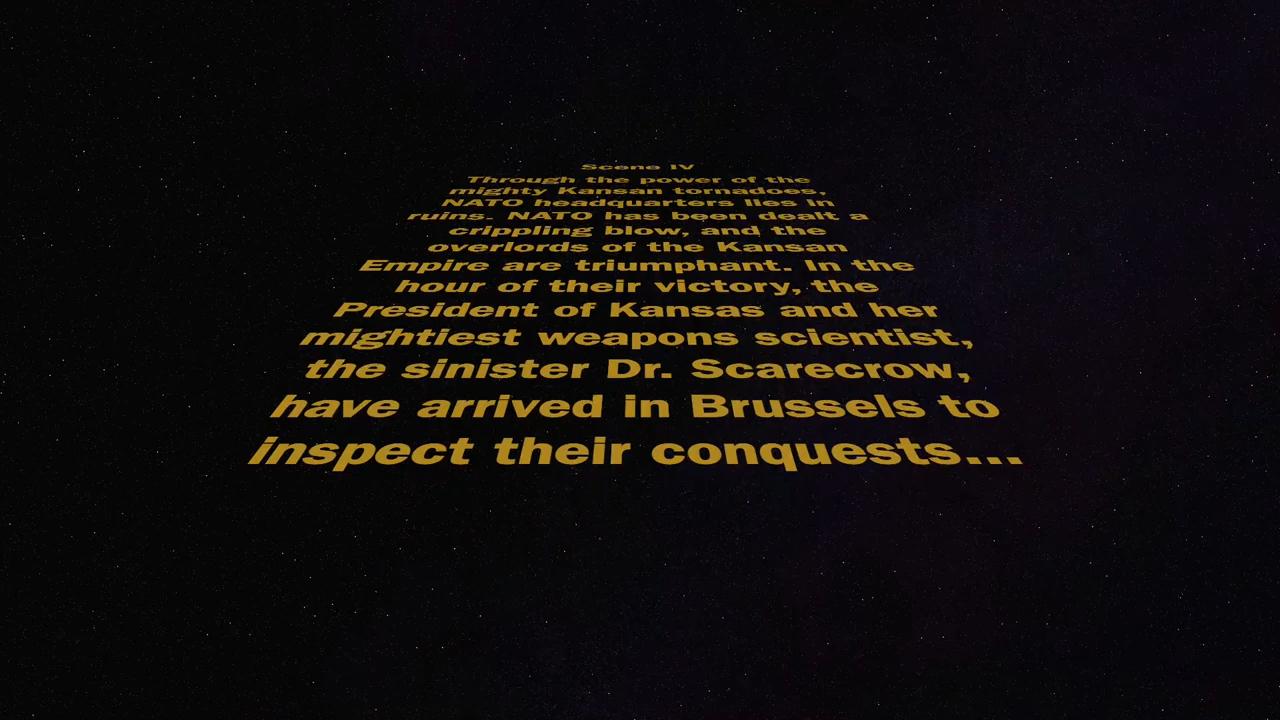 Scene IV
Through the power of the
mighty Kansan tornadoes,
NATO headquarters lies in
ruins. NATO has been dealt a
crippling blow, and the
overlords of the Kansan
Empire are triumphant. In the
hour of their victory, the
President of Kansas and her
mightiest weapons scientist,
the sinister Dr. Scarecrow,
have arrived in Brussels to
inspect their conquests...